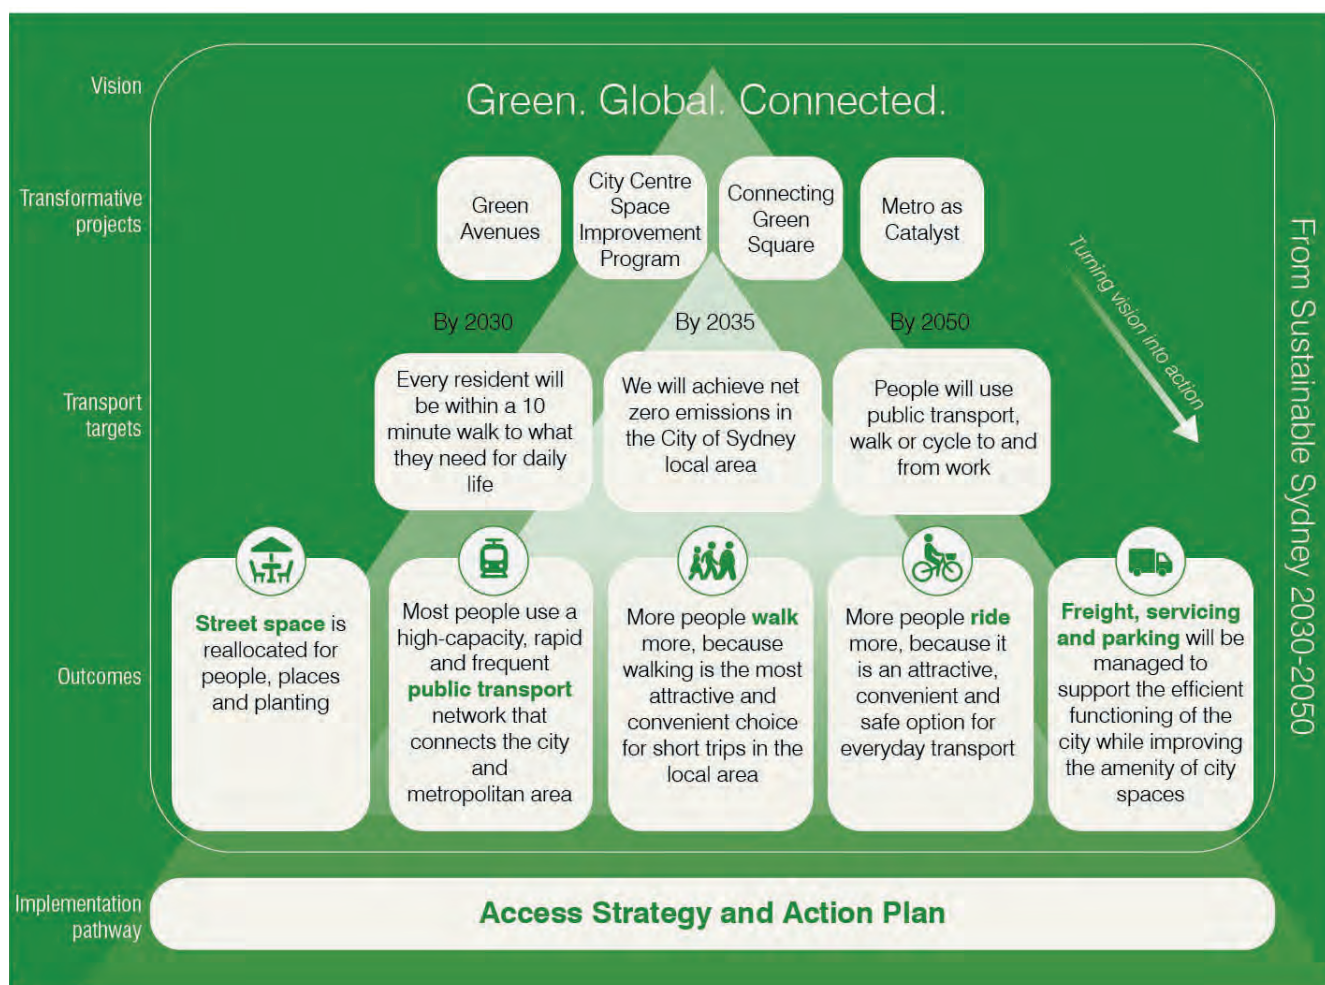 Vision
Green. Global. Connected.
Transformative
projects
Green
Avenues
City Centre
Space
Improvement
Program
Connecting
Green
Square
Metro as
Catalyst
Turning vision into action
From Sustainable Sydney 2030-2050
Transport
targets
By 2030
Every resident will
be within a 10
minute walk to what
they need for daily
life
By 2035
We will achieve net
zero emissions in
the City of Sydney
local area
By 2050
People will use
public transport,
walk or cycle to and
from work
Outcomes
Street space is
reallocated for
people, places
and planting
Most people use a
high-capacity, rapid
and frequent
public transport
network that
connects the city
and
metropolitan area
More people walk
more, because
walking is the most
attractive and
convenient choice
for short trips in the
local area
More people ride
more, because it
is an attractive,
convenient and
safe option for
everyday transport
Freight, servicing
and parking will be
managed to
support the efficient
functioning of the
city while improving
the amenity of city
spaces
Implementation
pathway
Access Strategy and Action Plan